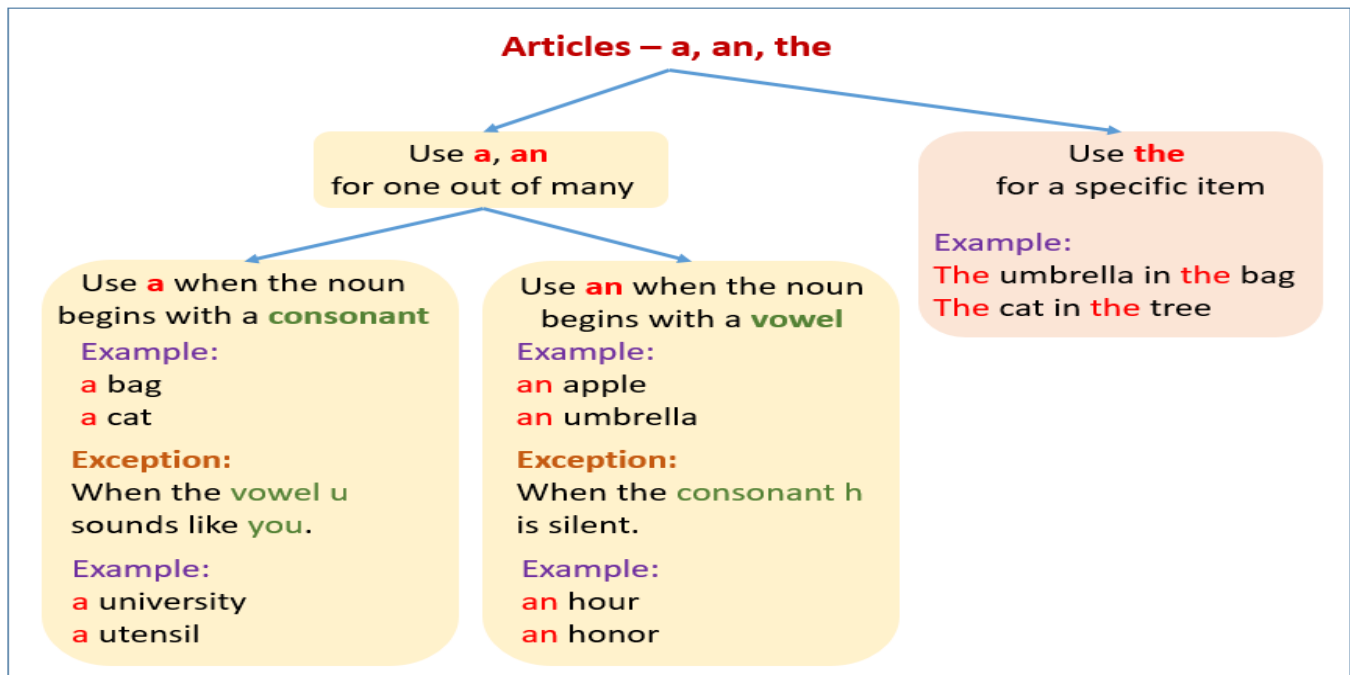 Articles – a, an, the
Use a, an
for one out of many
Use a when the noun
begins with a consonant
Example:
a bag
a cat
Exception:
When the vowel u
sounds like you.
Example:
a university
a utensil
Use an when the noun
begins with a vowel
Example:
an apple
an umbrella
Exception:
When the consonant h
is silent.
Example:
an hour
an honor
Use the
for a specific item
Example:
The umbrella in the bag
The cat in the tree